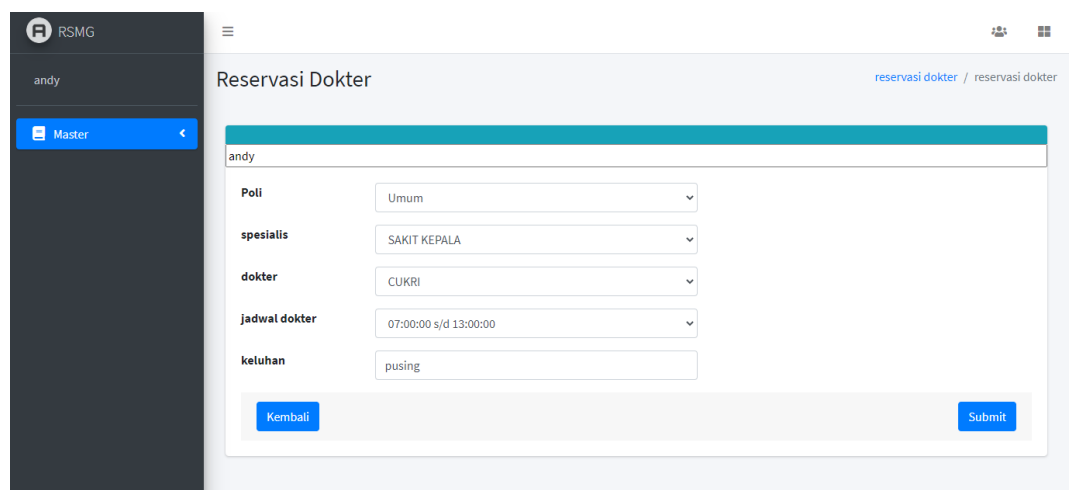 RSMG
andy
Master
Reservasi Dokter
reservasi dokter / reservasi dokter
andy
Poli Umum
spesialis SAKIT KEPALA
dokter CUKRI
jadwal dokter 07:00:00 s/d 13:00:00
keluhan pusing
Kembali Submit